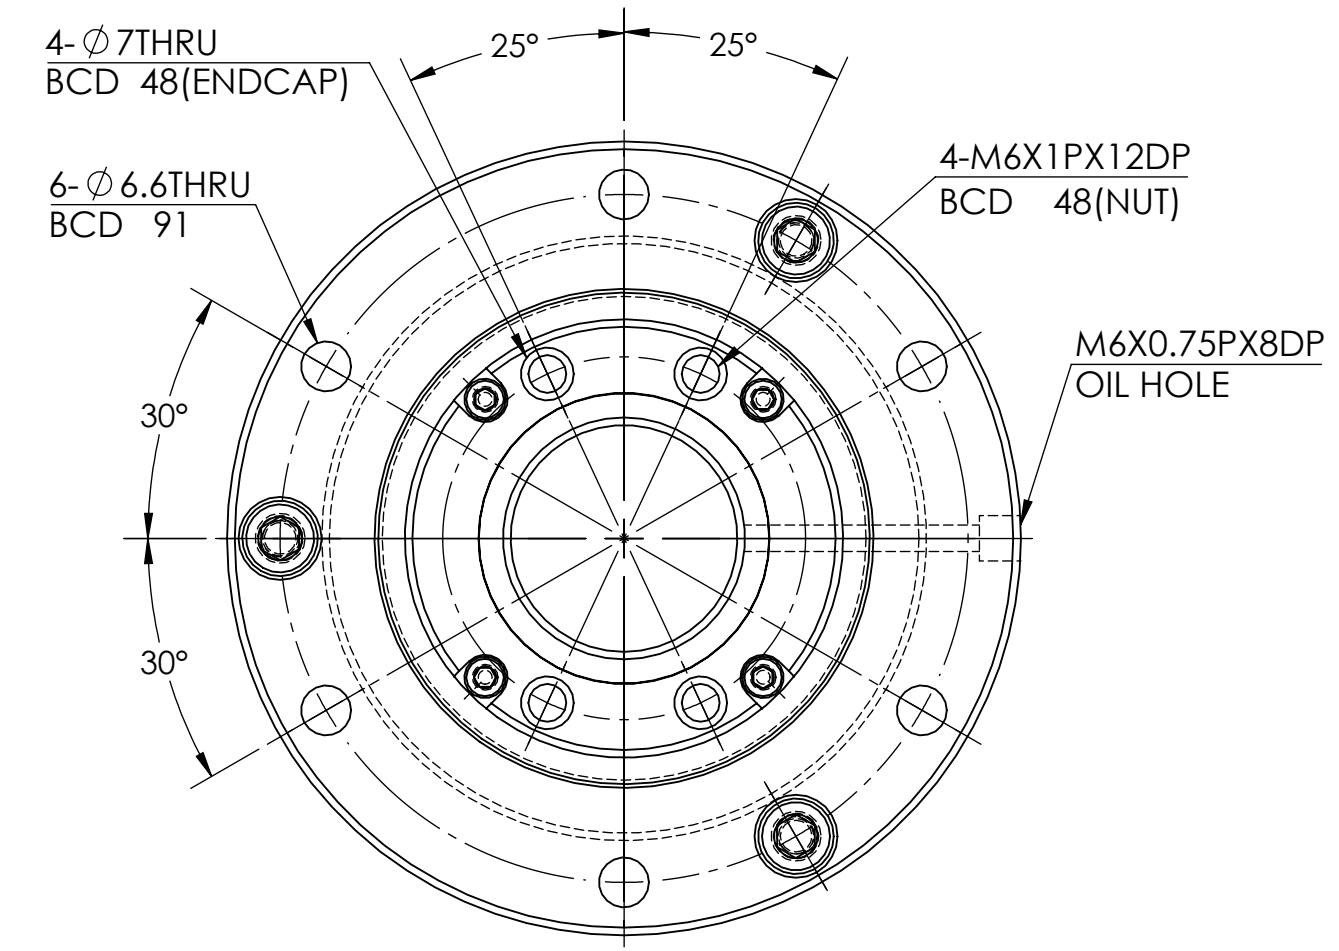 4-∅7THRU
BCD 48(ENDCAP)
25°
25°
4-M6X1PX12DP
BCD 48(NUT)
6-∅6.6THRU
BCD 91
M6X0.75PX8DP
OIL HOLE
30°
30°